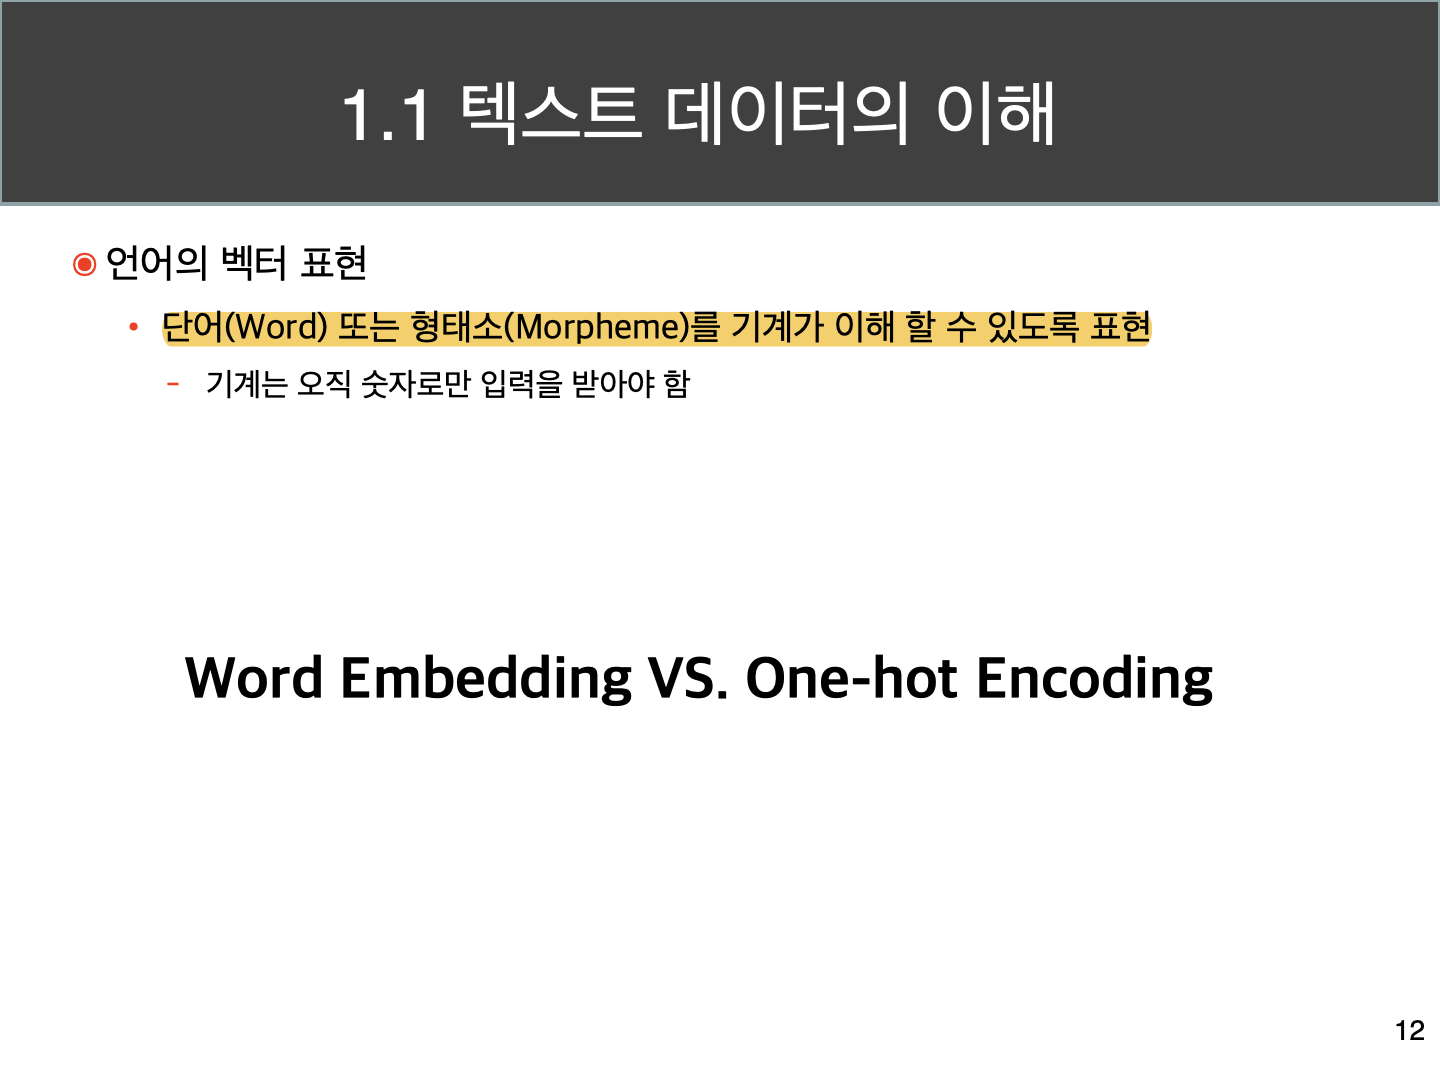 1.1 텍스트 데이터의 이해
언어의 벡터 표현
단어(Word) 또는 형태소(Morpheme)를 기계가 이해 할 수 있도록 표현
- 기계는 오직 숫자로만 입력을 받아야 함
Word Embedding VS. One-hot Encoding
12